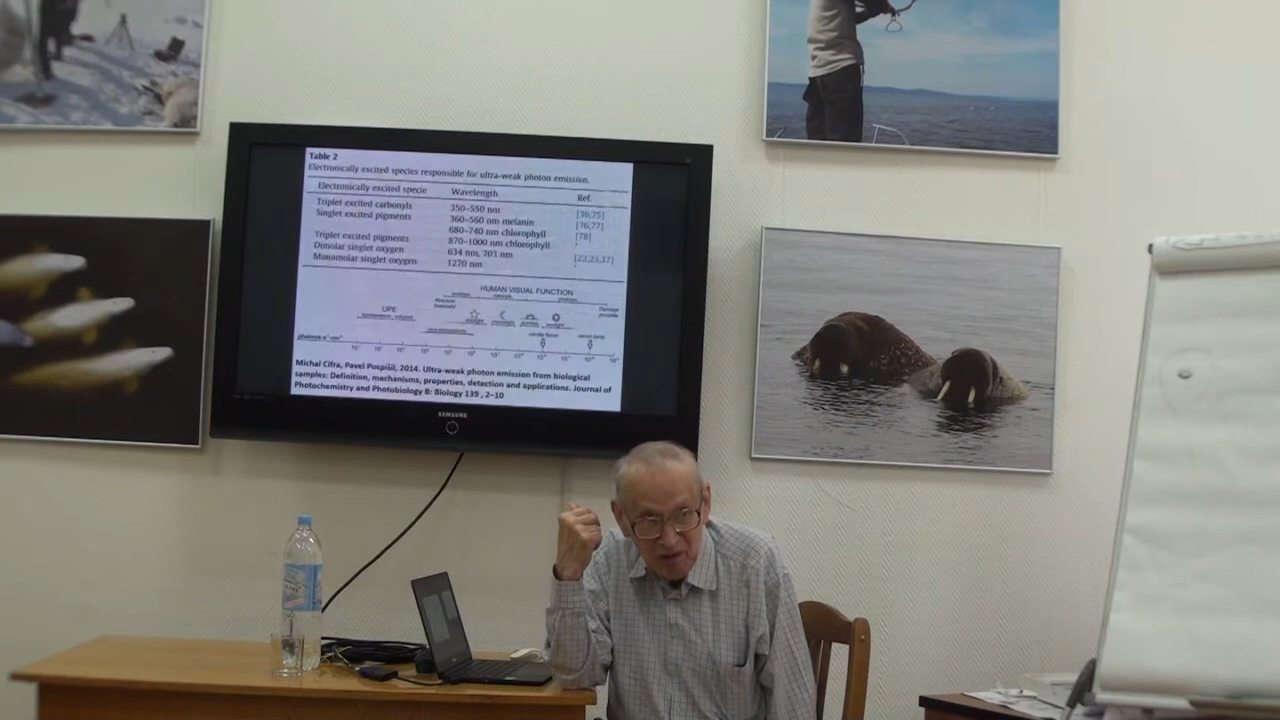 Table 2
Electronically excited species responsible for ultra-weak photon emission.
Electronically excited specie Wavelength Ref.
Triplet excited carbonyls 350–550 nm [36,75]
Singlet excited pigments 360–560 nm melanin [76,77]
680–740 nm chlorophyll [78]
Triplet excited pigments 870–1000 nm chlorophyll
Dimolar singlet oxygen 634 nm, 703 nm [22,23,37]
Monomolar singlet oxygen 1270 nm
HUMAN VISUAL FUNCTION
UPE
Michal Cifra, Pavel Pospíšil, 2014. Ultra-weak photon emission from biological
samples: Definition, mechanisms, properties, detection and applications. Journal of
Photochemistry and Photobiology B: Biology 139 , 2–10
SAMSUNG